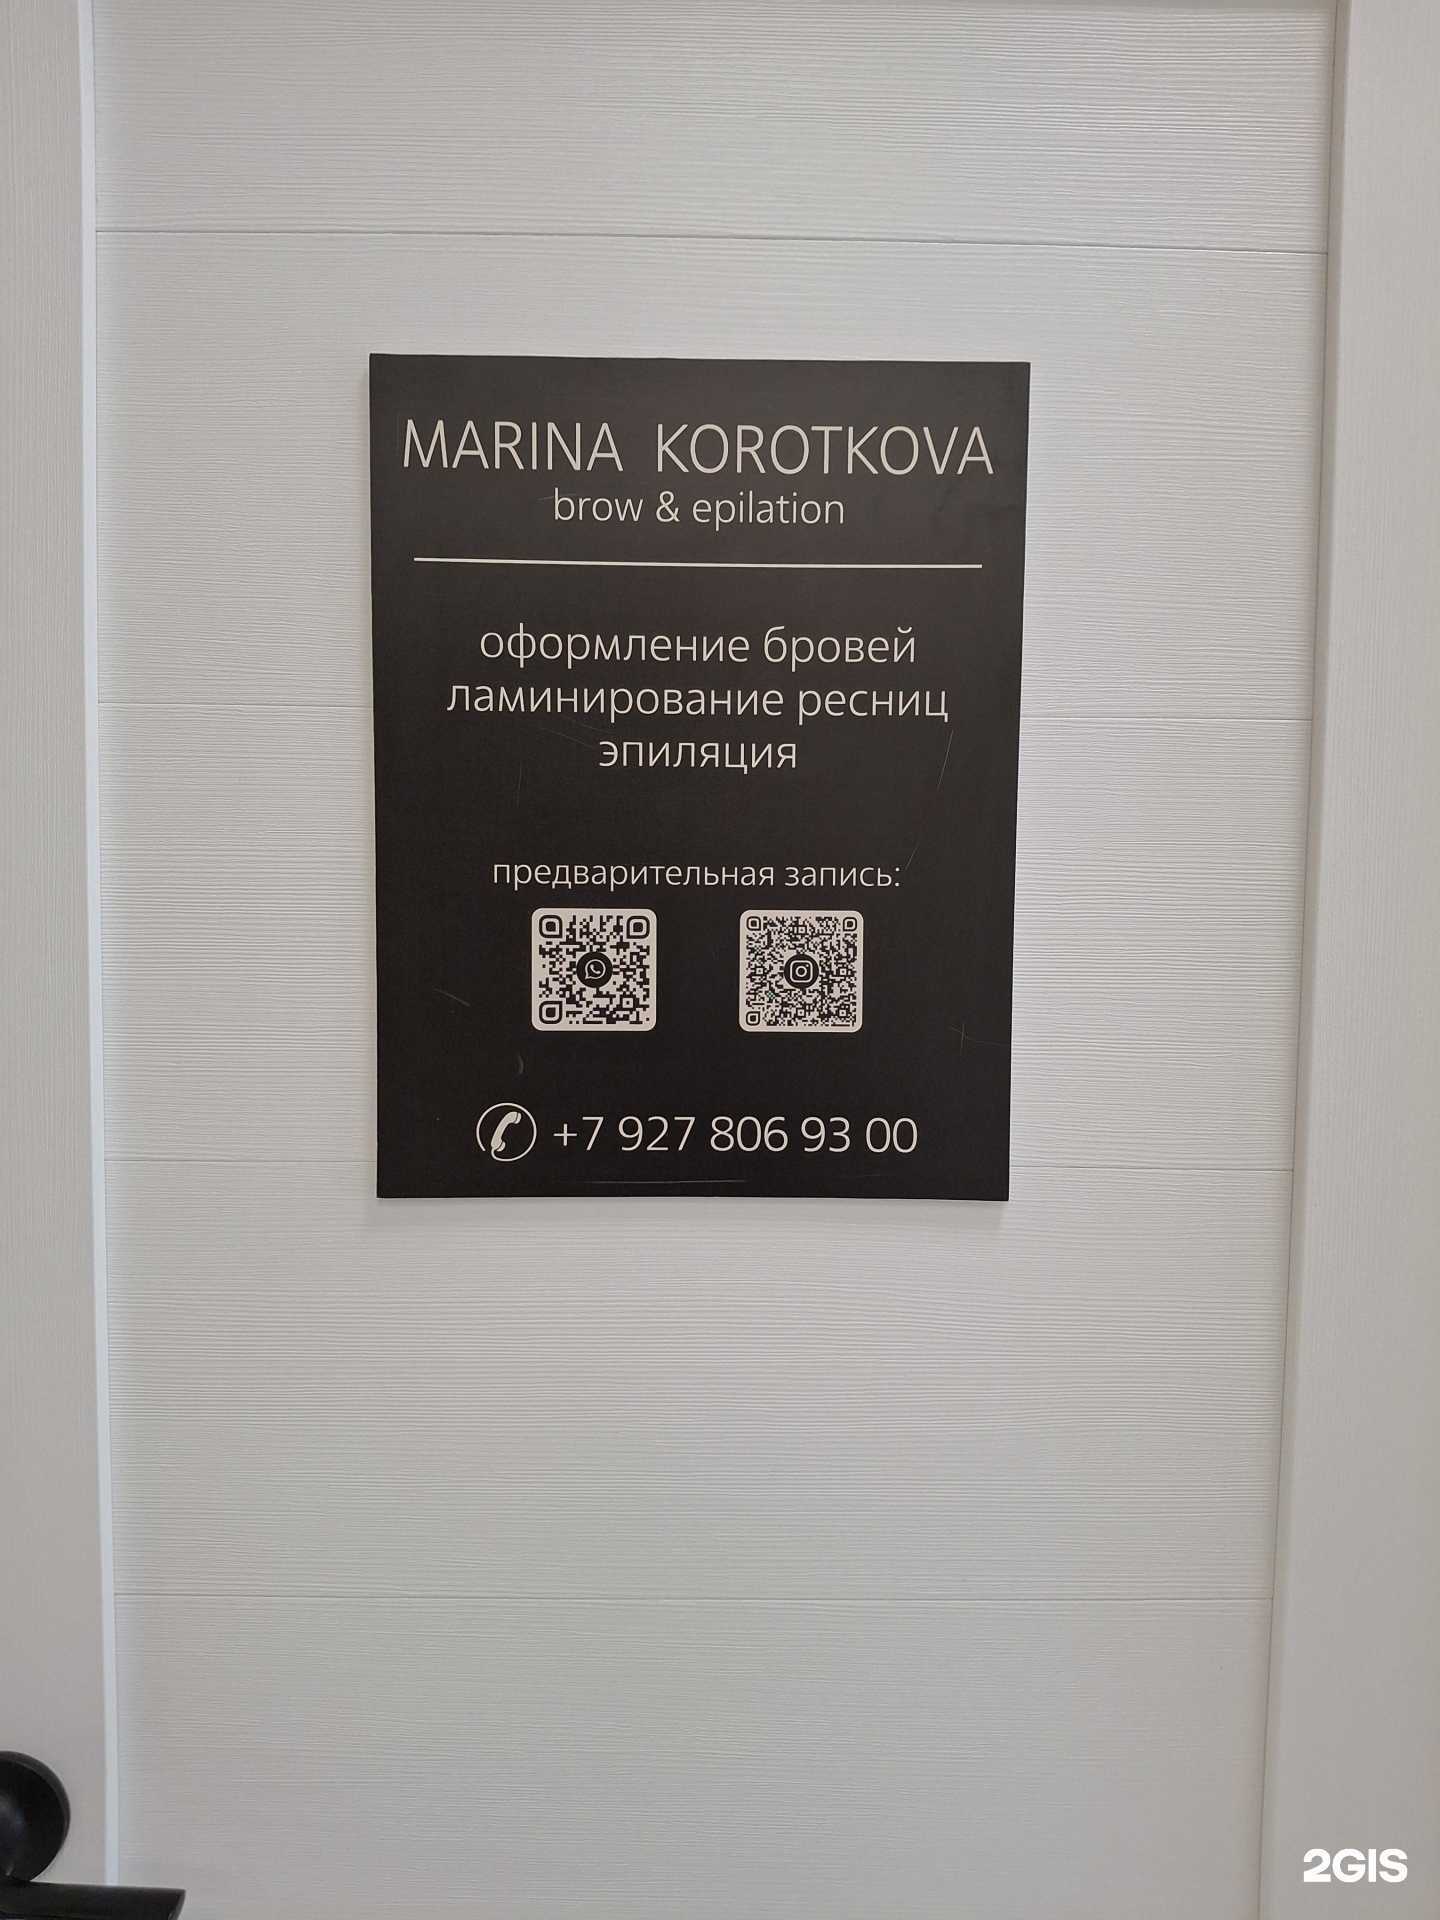 MARINA KOROTKOVA
brow & epilation
оформление бровей
ламинирование ресниц
эпиляция
предварительная запись:
+7 927 806 93 00
2GIS